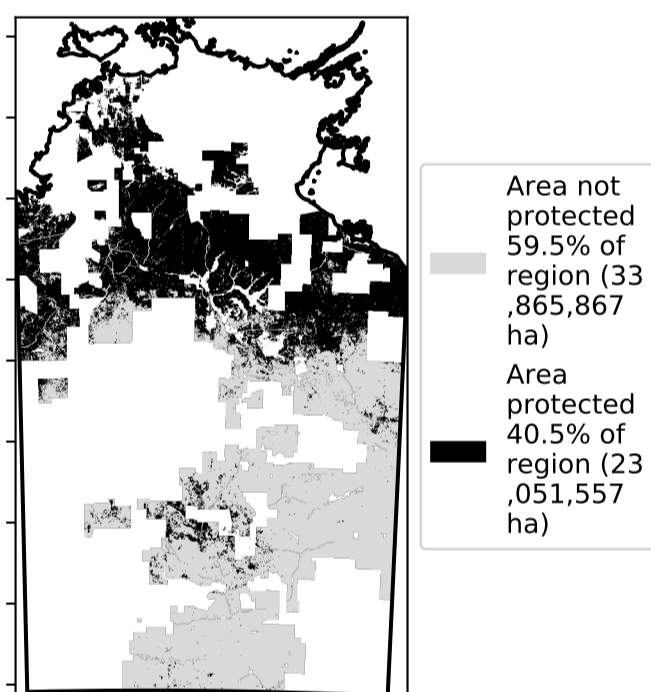 Area not
protected
59.5% of
region (33
,865,867
ha)
Area
protected
40.5% of
region (23
,051,557
ha)